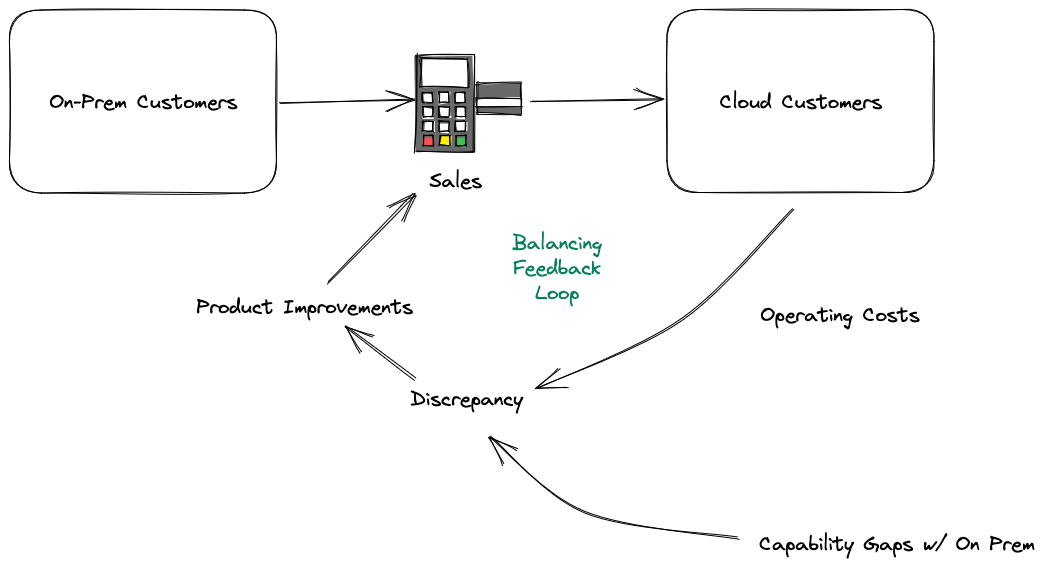 On-Prem Customers
Cloud Customers
Sales
Balancing
Feedback
Loop
Product Improvements
Operating Costs
Discrepancy
Capability Gaps w/ On Prem